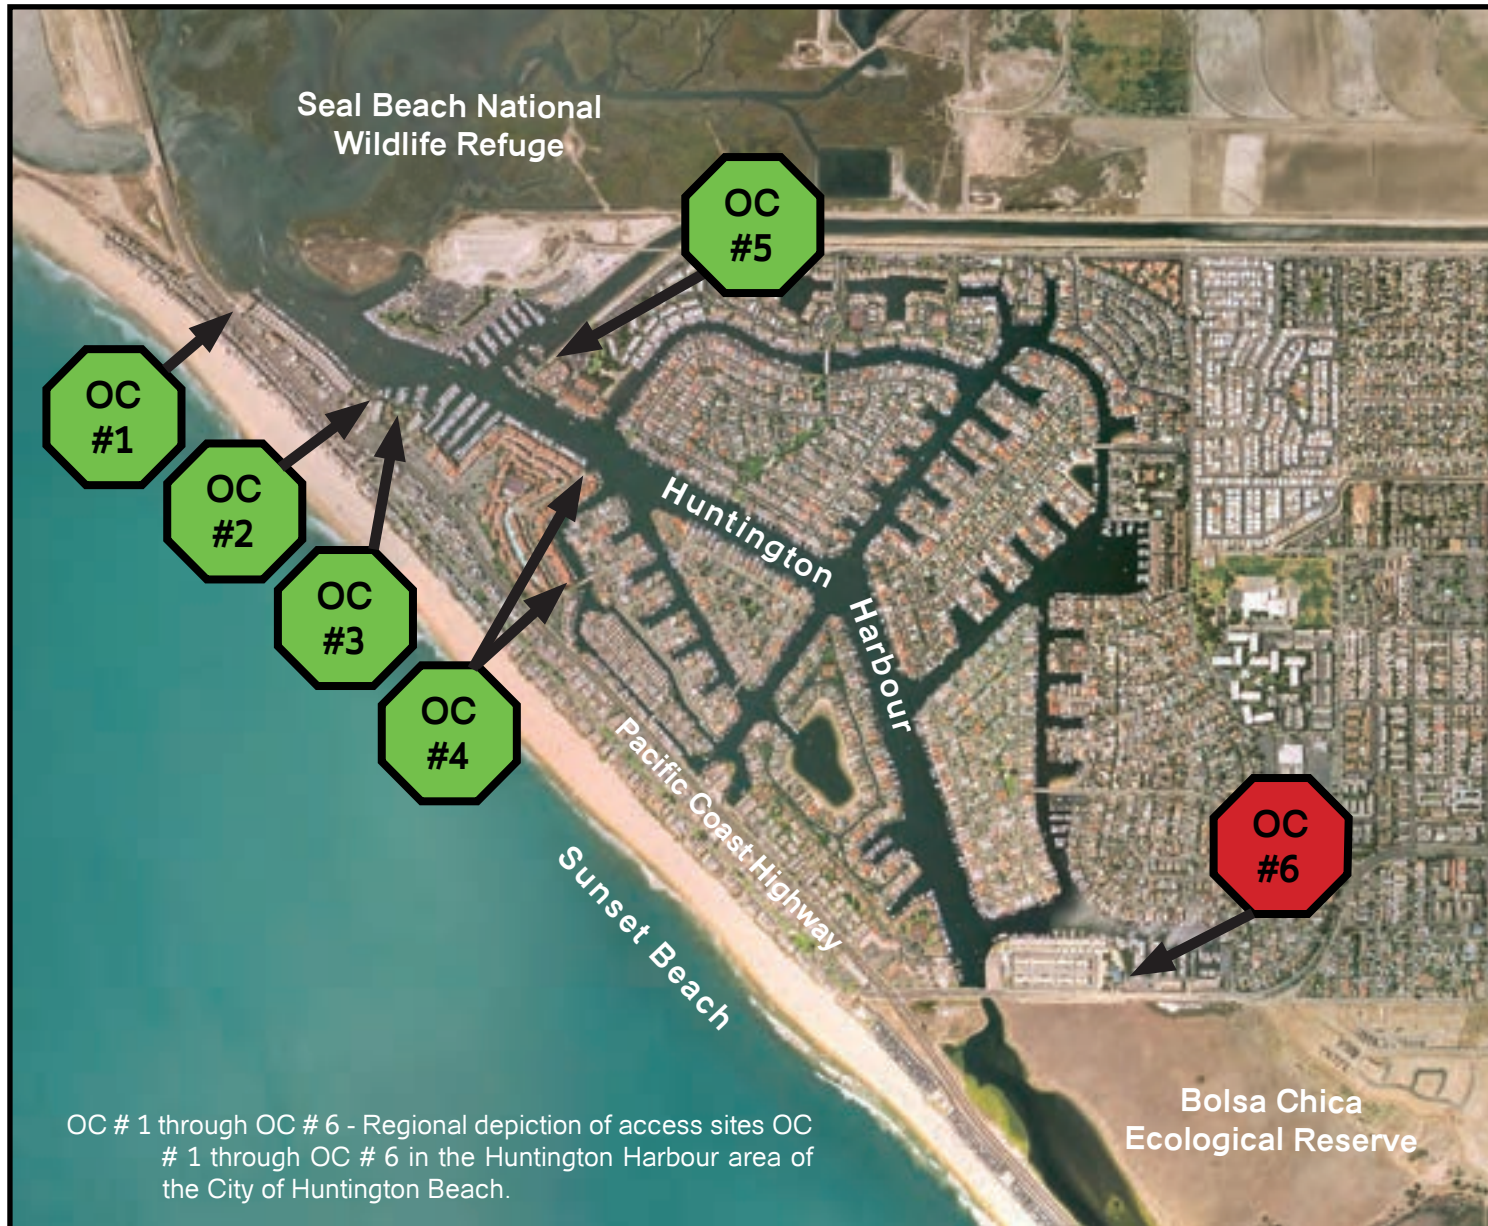 Seal Beach National
Wildlife Refuge
OC
#5
OC
#1
OC
#2
OC
#3
OC
#4
Huntington
Harbour
Pacific Coast Highway
Sunset Beach
OC
#6
Bolsa Chica
Ecological Reserve
OC # 1 through OC # 6 - Regional depiction of access sites OC
# 1 through OC # 6 in the Huntington Harbour area of
the City of Huntington Beach.